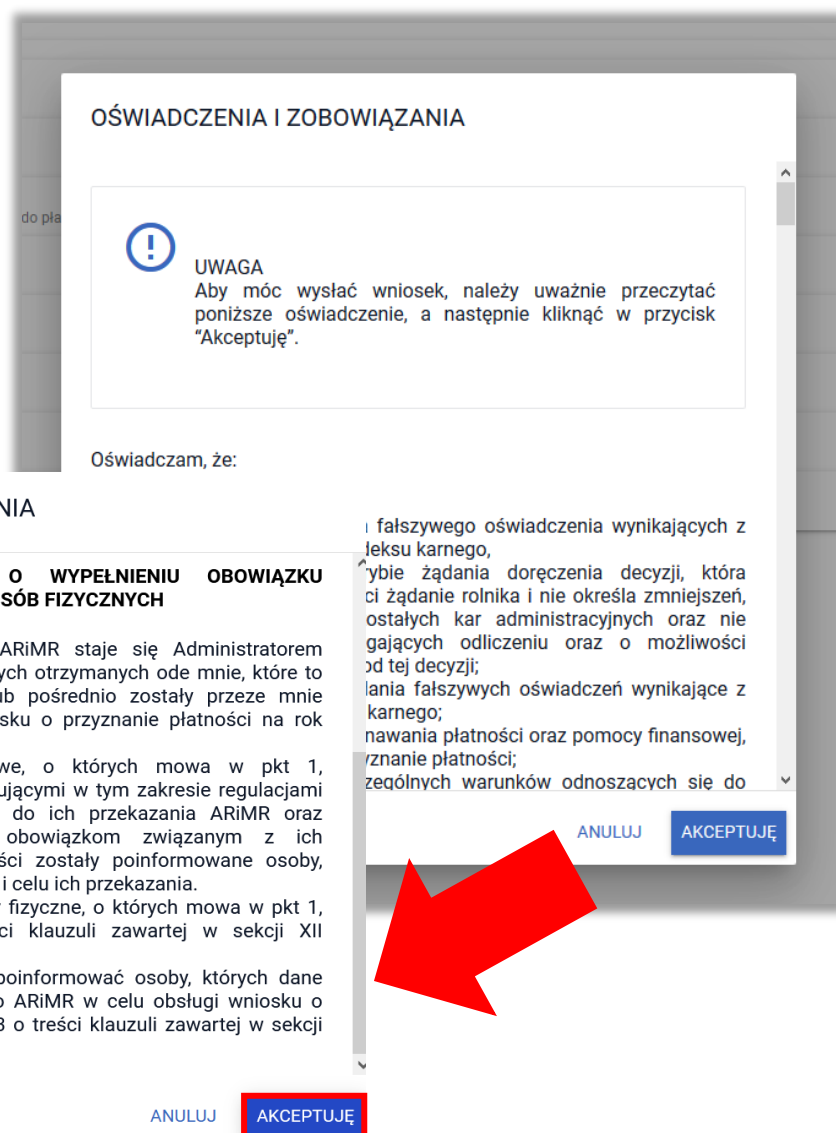 OŚWIADCZENIA I ZOBOWIĄZANIA
do pła
UWAGA
Aby móc wysłać wniosek, należy uważnie przeczytać
poniższe oświadczenie, a następnie kliknąć w przycisk
“Akceptuję”.
Oświadczam, że:
fałszywego oświadczenia wynikających z
deksu karnego,
rybie żądania doręczenia decyzji, która
ci żądanie rolnika i nie określa zmniejszeń,
ostałych kar administracyjnych oraz nie
gających odliczeniu oraz o możliwości
od tej decyzji;
dania fałszywych oświadczeń wynikające z
karnego;
nawania płatności oraz pomocy finansowej,
yznanie płatności;
zególnych warunków odnoszących się do
ANULUJ AKCEPTUJĘ
NIA
O WYPEŁNIENIU OBOWIĄZKU
SÓB FIZYCZNYCH
ARiMR staje się Administratorem
ych otrzymanych ode mnie, które to
ub pośrednio zostały przeze mnie
sku o przyznanie płatności na rok
we, o których mowa w pkt 1,
ującymi w tym zakresie regulacjami
do ich przekazania ARiMR oraz
obowiązkom związanym z ich
ści zostały poinformowane osoby,
i celu ich przekazania.
fizyczne, o których mowa w pkt 1,
ci klauzuli zawartej w sekcji XII
poinformować osoby, których dane
o ARiMR w celu obsługi wniosku o
3 o treści klauzuli zawartej w sekcji
ANULUJ AKCEPTUJĘ